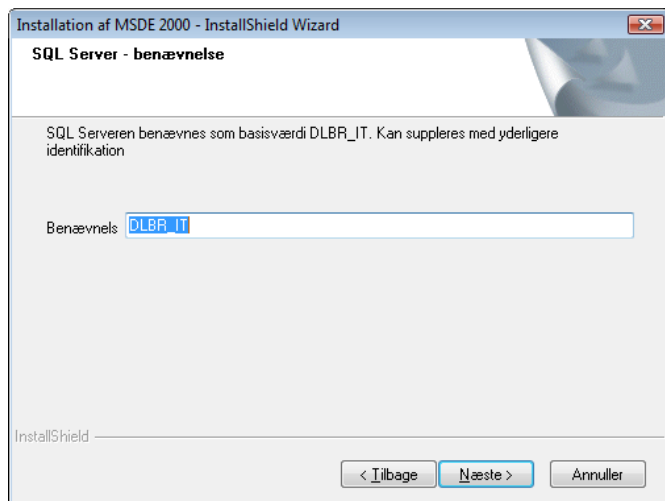 Installation af MSDE 2000 - InstallShield Wizard
SQL Server - benævnelse
SQL Serveren benævnes som basisværdi DLBR_IT. Kan suppleres med yderligere
identifikation
Benævnels DLBR_IT
InstallShield
< Tilbage Næste > Annuller